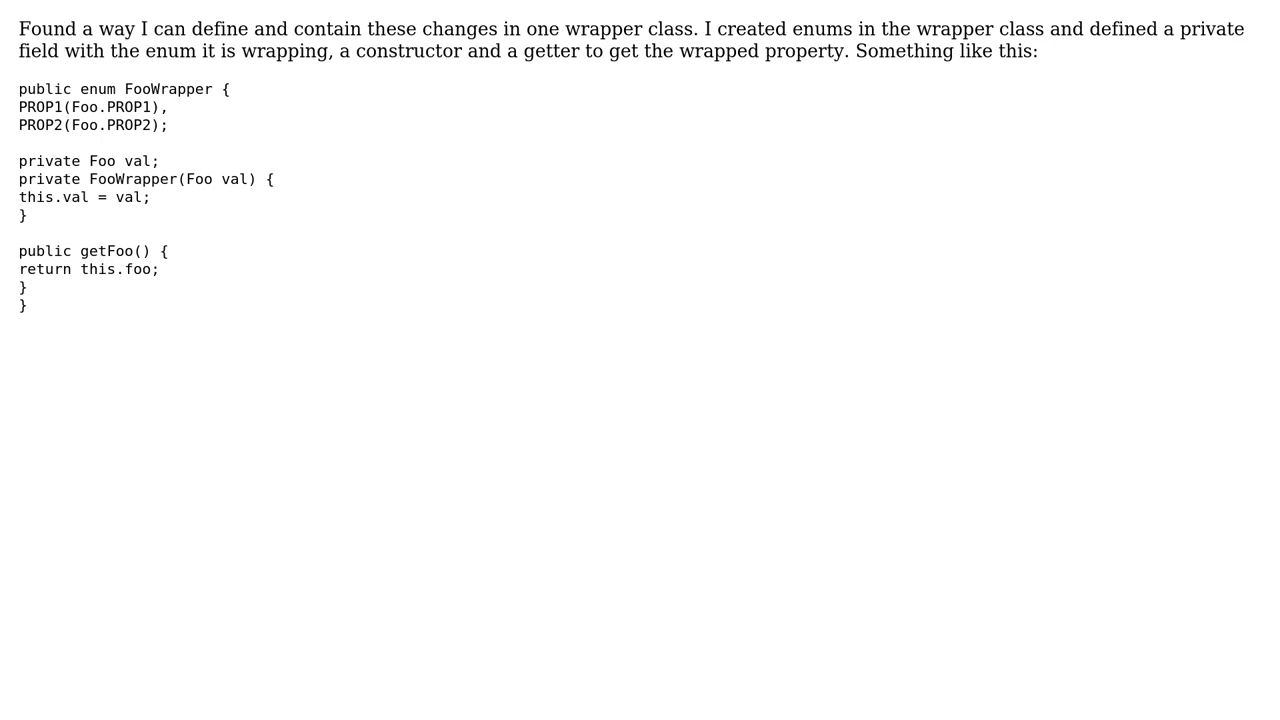 Found a way I can define and contain these changes in one wrapper class. I created enums in the wrapper class and defined a private
field with the enum it is wrapping, a constructor and a getter to get the wrapped property. Something like this:
public enum FooWrapper {
PROP1(Foo.PROP1),
PROP2(Foo.PROP2);
private Foo val;
private FooWrapper(Foo val) {
this.val = val;
}
public getFoo() {
return this.foo;
}
}